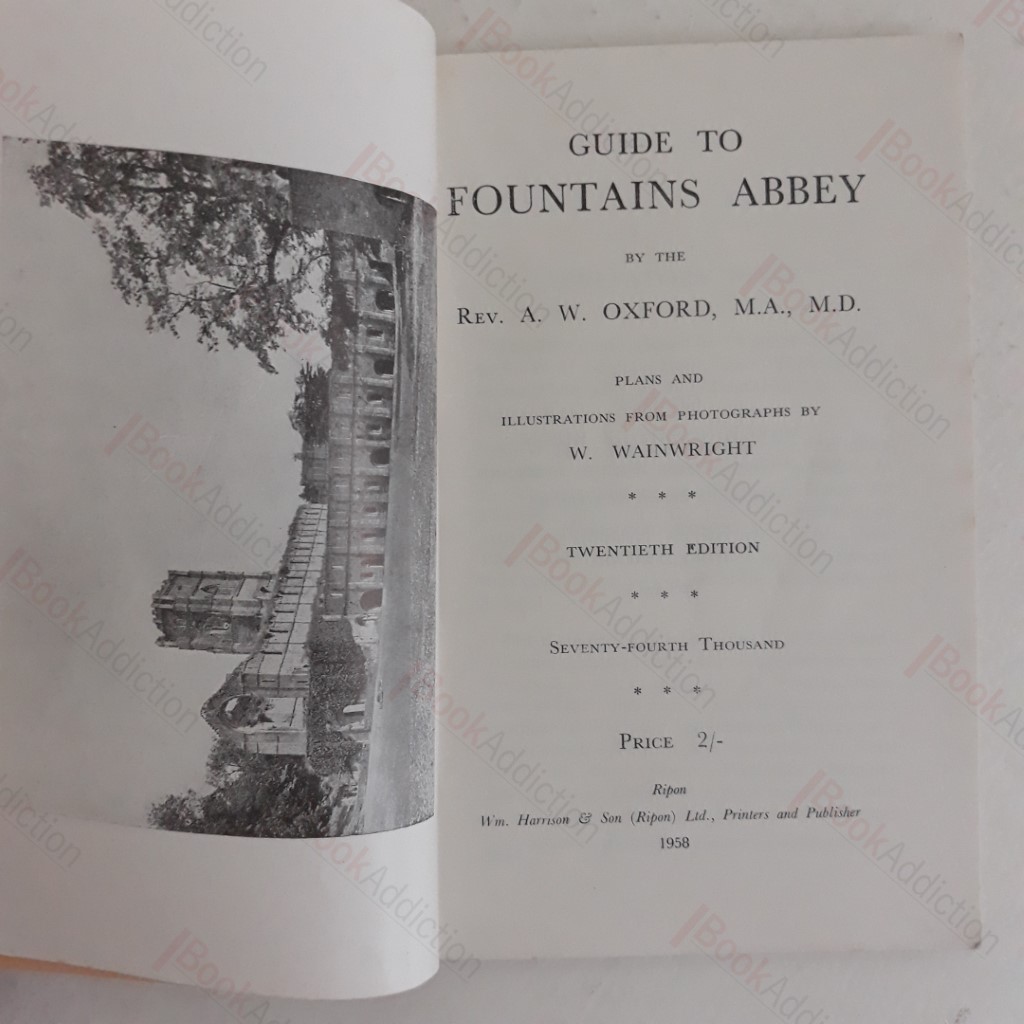 GUIDE TO
FOUNTAINS ABBEY
BY THE
REV. A. W. OXFORD, M.A., M.D.
PLANS AND
ILLUSTRATIONS FROM PHOTOGRAPHS BY
W. WAINWRIGHT
* * *
TWENTIETH EDITION
* * *
SEVENTY-FOURTH THOUSAND
* * *
PRICE 2/-
Ripon
Wm. Harrison & Son (Ripon) Ltd., Printers and Publisher
1958
BookAddiction